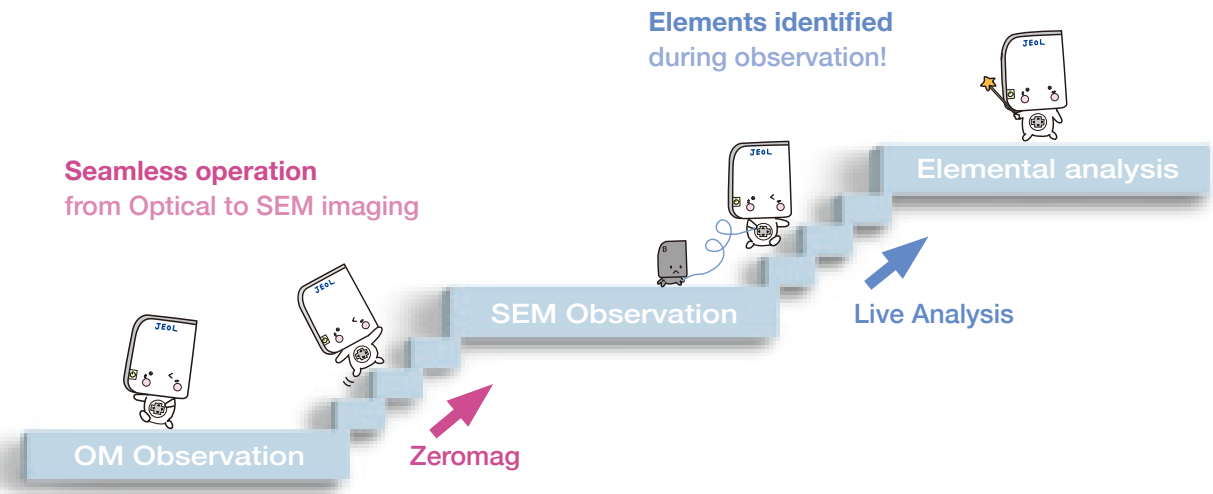 Elements identified
during observation!
JEOL
Elemental analysis
JEOL
Seamless operation
from Optical to SEM imaging
B
JEOL
SEM Observation
Live Analysis
JEOL
OM Observation
Zeromag